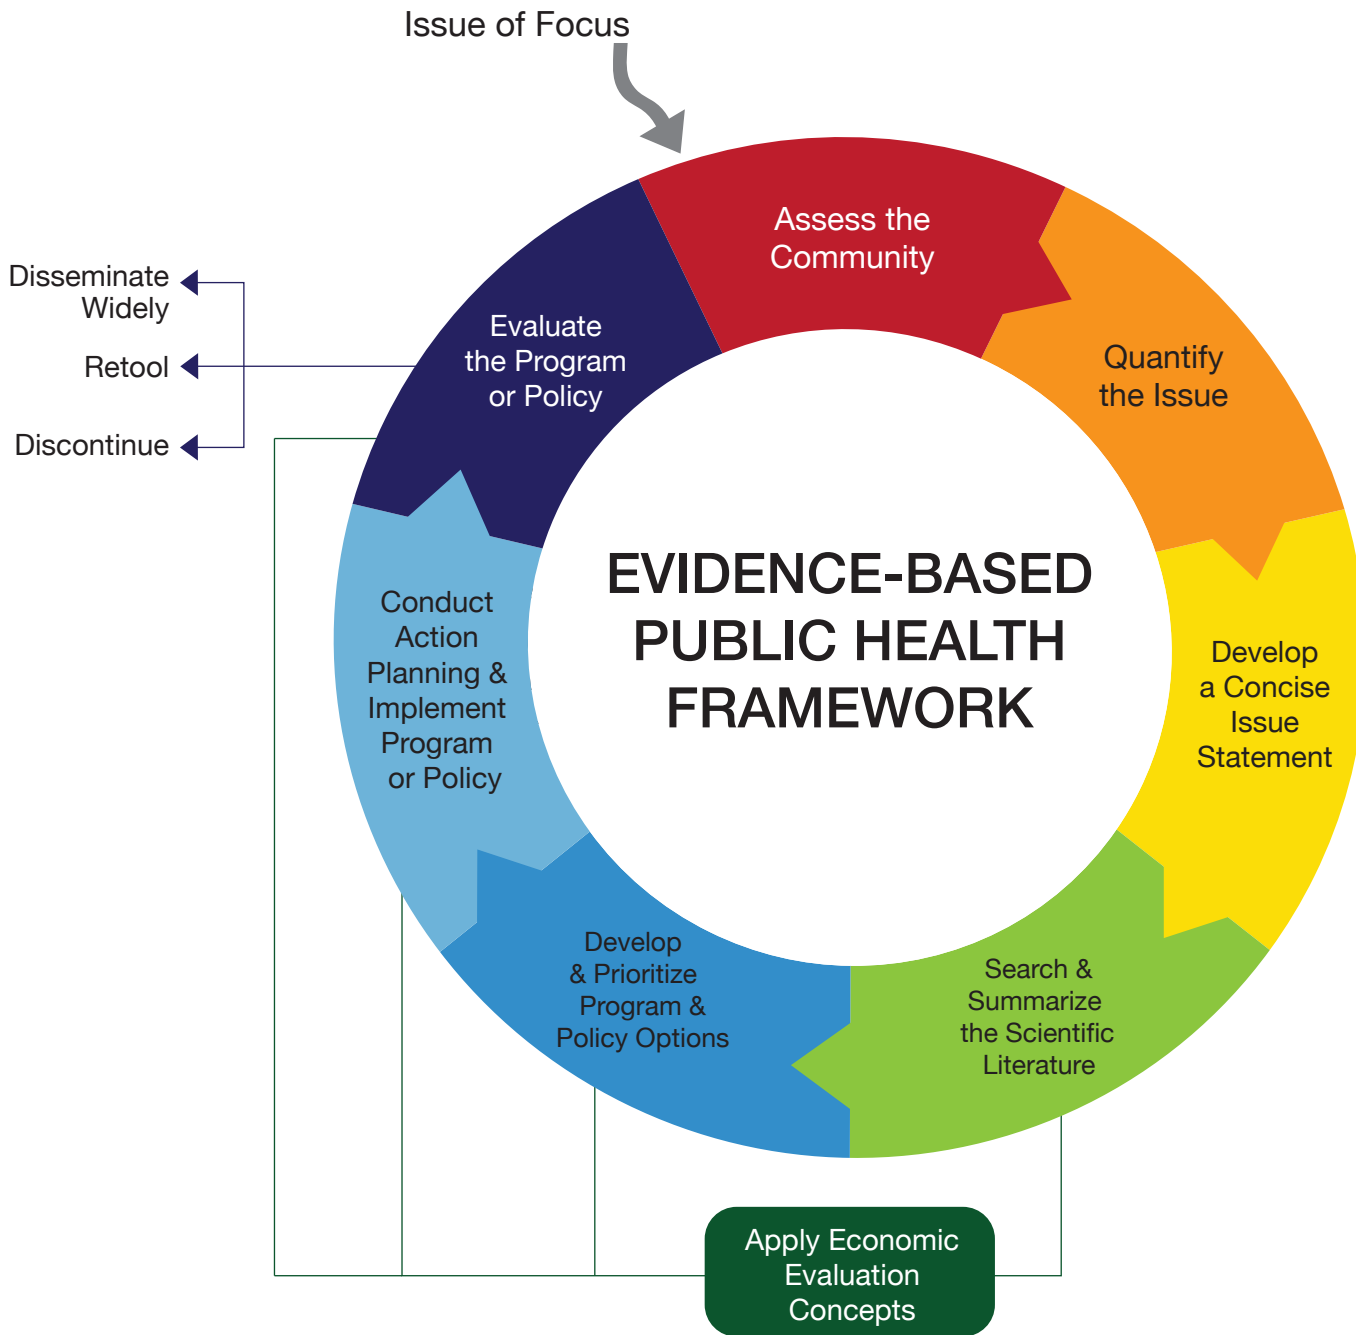 Issue of Focus
Assess the
Community
Quantify
the Issue
Develop
a Concise
Issue
Statement
Search &
Summarize
the Scientific
Literature
Develop
& Prioritize
Program &
Policy Options
Conduct
Action
Planning &
Implement
Program
or Policy
Evaluate
the Program
or Policy
Disseminate
Widely
Retool
Discontinue
EVIDENCE-BASED
PUBLIC HEALTH
FRAMEWORK
Apply Economic
Evaluation
Concepts